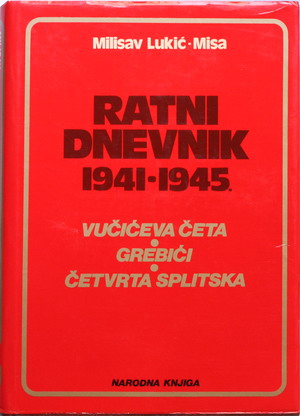 Milisav Lukić-Misa
RATNI
DNEVNIK
1941-1945.
VUČIĆEVA ČETA
•
GREBIĆI
•
ČETVRTA SPLITSKA
NARODNA KNJIGA